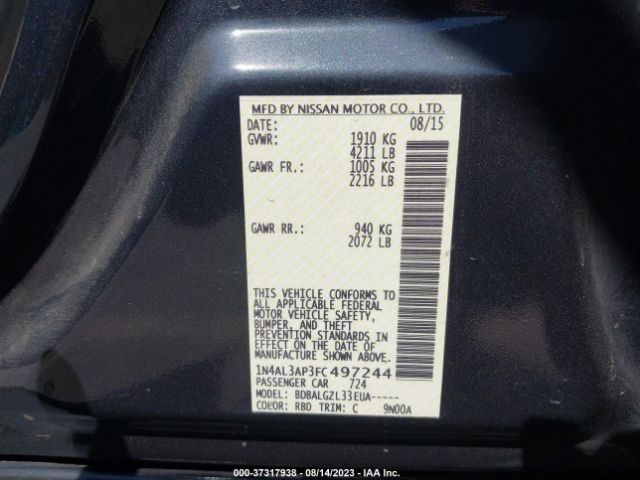 MFD BY NISSAN MOTOR CO., LTD.
DATE: 08/15
GVWR: 1910 KG
4211 LB
GAWR FR.: 1005 KG
2216 LB
GAWR RR.: 940 KG
2072 LB
THIS VEHICLE CONFORMS TO
ALL APPLICABLE FEDERAL
MOTOR VEHICLE SAFETY,
BUMPER, AND THEFT
PREVENTION STANDARDS IN
EFFECT ON THE DATE OF
MANUFACTURE SHOWN ABOVE.
1N4AL3AP3FC497244
PASSENGER CAR 724
MODEL: BDBALGZL33EUA-----
COLOR: RBD TRIM: C 9N00A
000-37317938 - 08/14/2023 - IAA Inc.